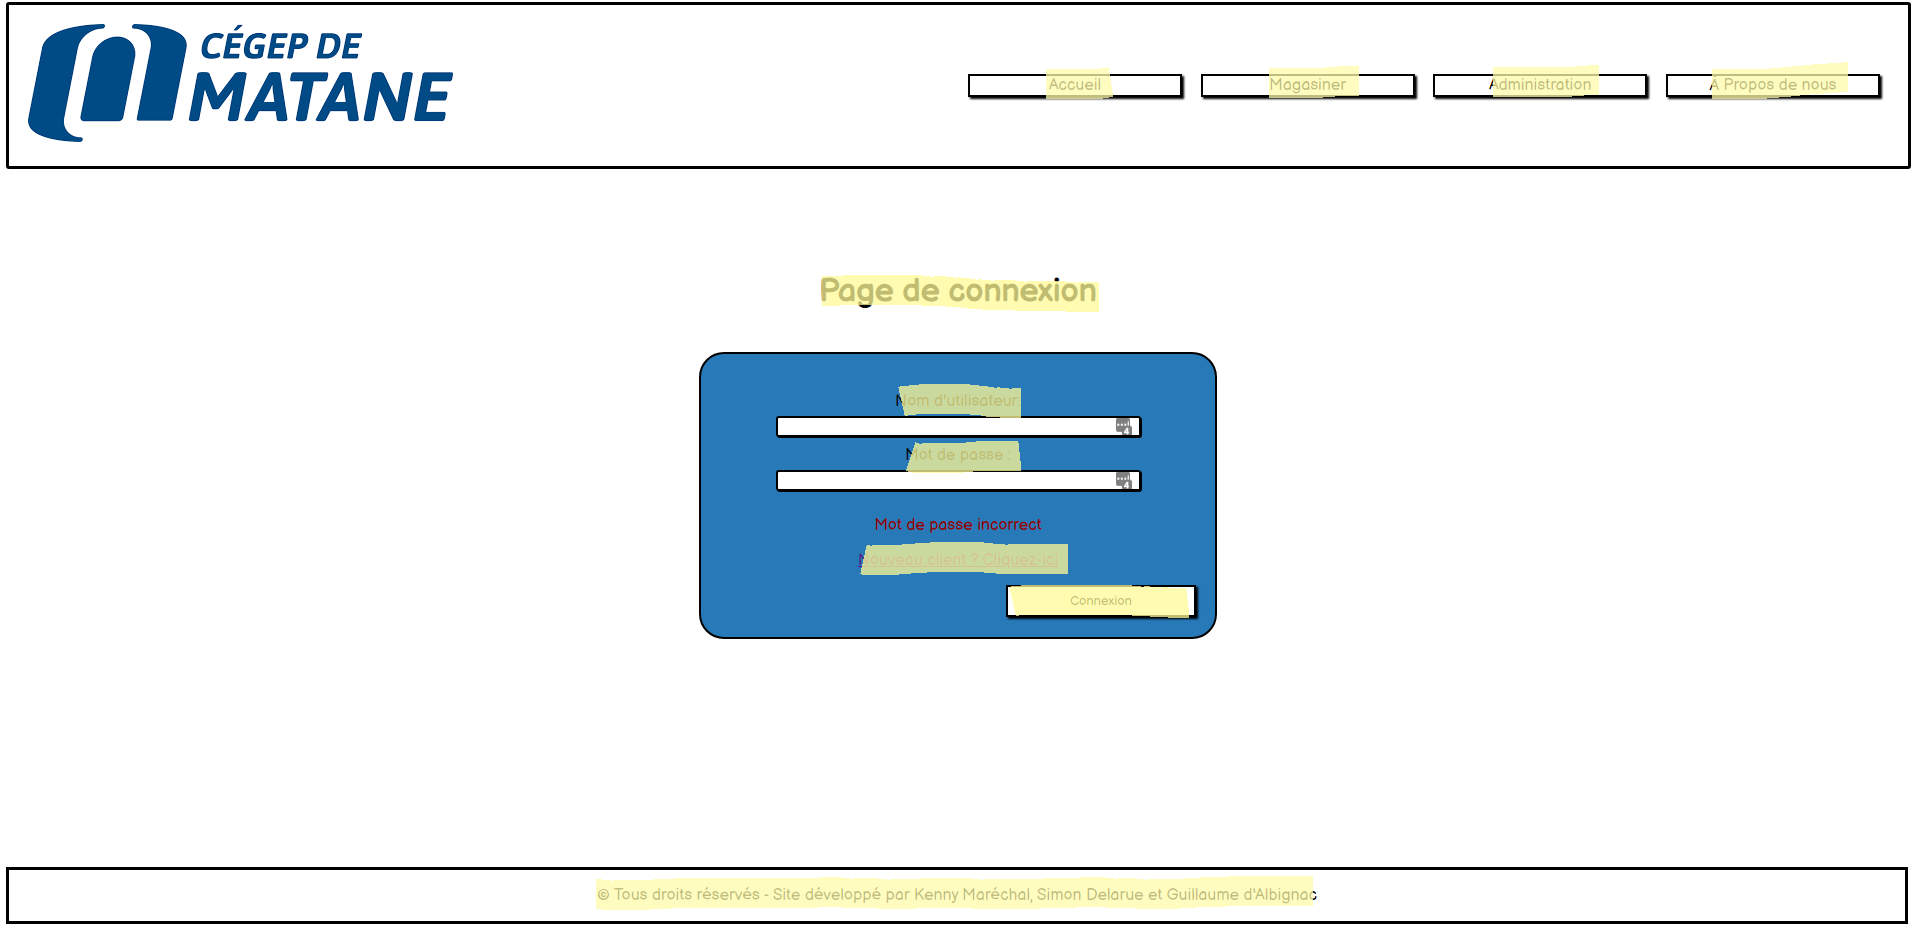 CÉGEP DE
MATANE
Accueil
Magasiner
Administration
À Propos de nous
Page de connexion
Nom d'utilisateur:
Mot de passe :
Mot de passe incorrect
Nouveau client ? Cliquez-ici
Connexion
© Tous droits réservés - Site développé par Kenny Maréchal, Simon Delarue et Guillaume d'Albignac